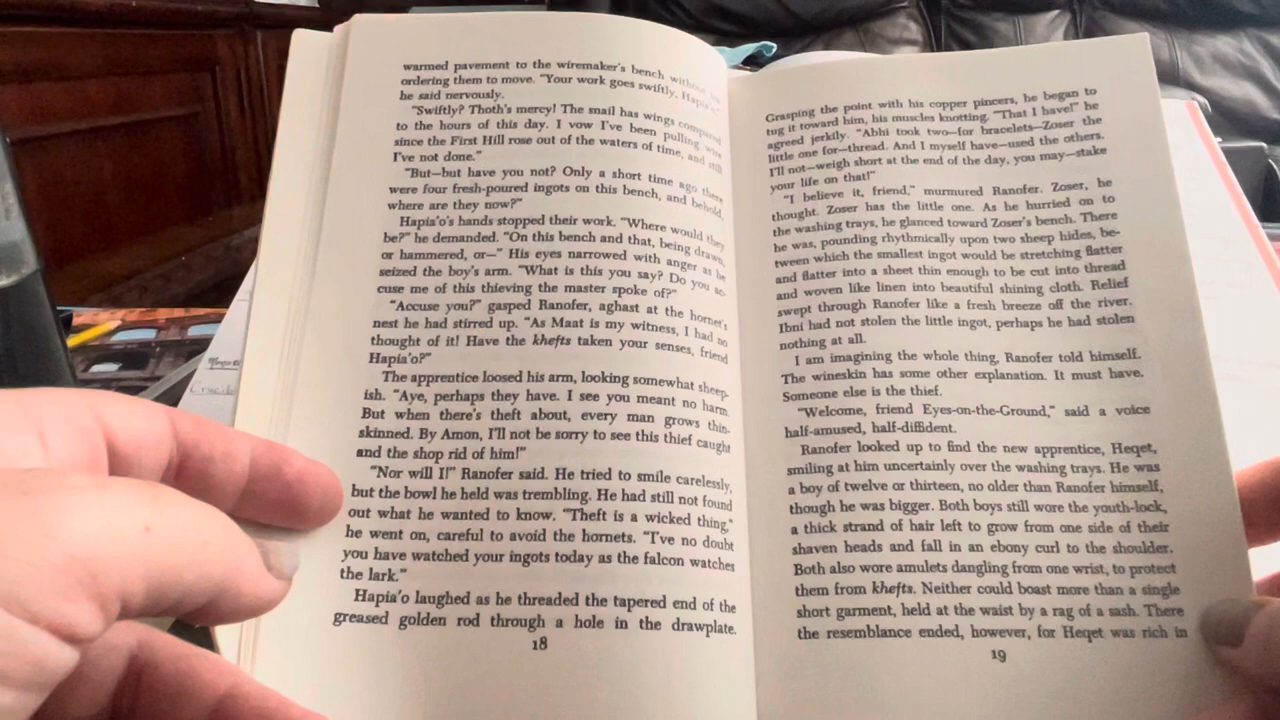 warmed pavement to the wiremaker's bench without his
ordering them to move. "Your work goes swiftly, Hapia'o,"
he said nervously.
"Swiftly? Thoth's mercy! The snail has wings compared
to the hours of this day. I vow I've been pulling wire
since the First Hill rose out of the waters of time, and still
I've not done."
"But—but have you not? Only a short time ago there
were four fresh-poured ingots on this bench, and behold,
where are they now?"
Hapia'o's hands stopped their work. "Where would they
be?" he demanded. "On this bench and that, being drawn,
or hammered, or—" His eyes narrowed with anger as he
seized the boy's arm. "What is this you say? Do you ac-
cuse me of this thieving the master spoke of?"
"Accuse you?" gasped Ranofer, aghast at the hornet's
nest he had stirred up. "As Maat is my witness, I had no
thought of it! Have the khefts taken your senses, friend
Hapia'o?"
The apprentice loosed his arm, looking somewhat sheep-
ish. "Aye, perhaps they have. I see you meant no harm.
But when there's theft about, every man grows thin-
skinned. By Amon, I'll not be sorry to see this thief caught
and the shop rid of him!"
"Nor will I!" Ranofer said. He tried to smile carelessly,
but the bowl he held was trembling. He had still not found
out what he wanted to know. "Theft is a wicked thing,"
he went on, careful to avoid the hornets. "I've no doubt
you have watched your ingots today as the falcon watches
the lark."
Hapia'o laughed as he threaded the tapered end of the
greased golden rod through a hole in the drawplate.
18
Grasping the point with his copper pincers, he began to
tug it toward him, his muscles knotting. "That I have!" he
agreed jerkily. "Abhi took two—for bracelets—Zoser the
little one for—thread. And I myself have—used the others.
I'll not—weigh short at the end of the day, you may—stake
your life on that!"
"I believe it, friend," murmured Ranofer. Zoser, he
thought. Zoser has the little one. As he hurried on to
the washing trays, he glanced toward Zoser's bench. There
he was, pounding rhythmically upon two sheep hides, be-
tween which the smallest ingot would be stretching flatter
and flatter into a sheet thin enough to be cut into thread
and woven like linen into beautiful shining cloth. Relief
swept through Ranofer like a fresh breeze off the river.
Ibni had not stolen the little ingot, perhaps he had stolen
nothing at all.
I am imagining the whole thing, Ranofer told himself.
The wineskin has some other explanation. It must have.
Someone else is the thief.
"Welcome, friend Eyes-on-the-Ground," said a voice
half-amused, half-diffident.
Ranofer looked up to find the new apprentice, Heqet,
smiling at him uncertainly over the washing trays. He was
a boy of twelve or thirteen, no older than Ranofer himself,
though he was bigger. Both boys still wore the youth-lock,
a thick strand of hair left to grow from one side of their
shaven heads and fall in an ebony curl to the shoulder.
Both also wore amulets dangling from one wrist, to protect
them from khefts. Neither could boast more than a single
short garment, held at the waist by a rag of a sash. There
the resemblance ended, however, for Heqet was rich in
19